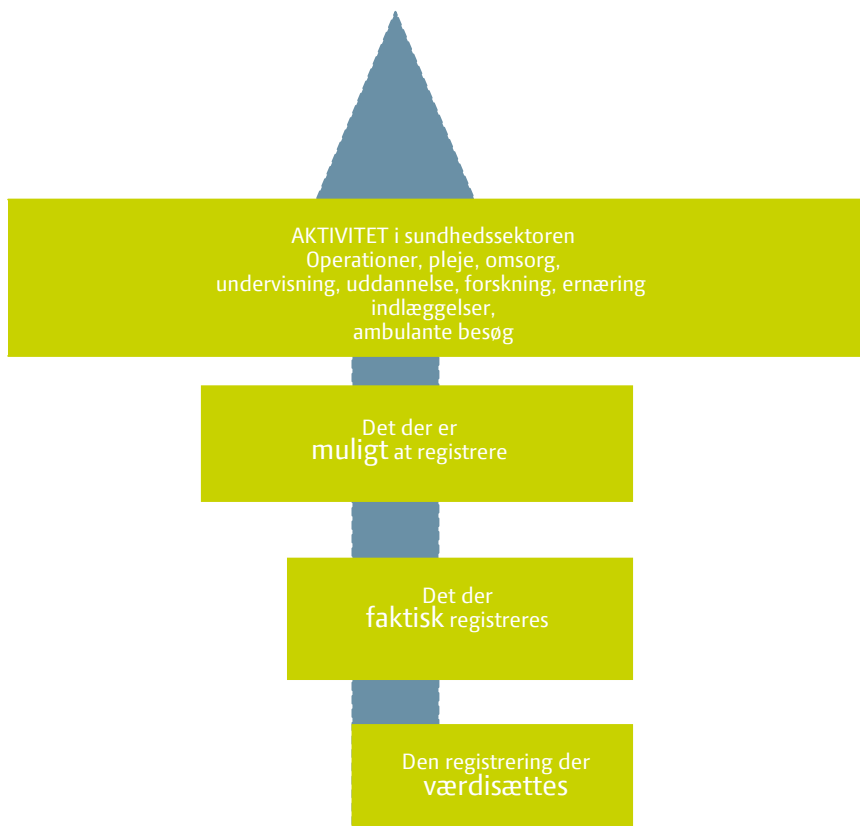 AKTIVITET i sundhedssektoren
Operationer, pleje, omsorg,
undervisning, uddannelse, forskning, ernæring
indlæggelser,
ambulante besøg
Det der er
muligt at registrere
Det der
faktisk registreres
Den registrering der
værdisættes